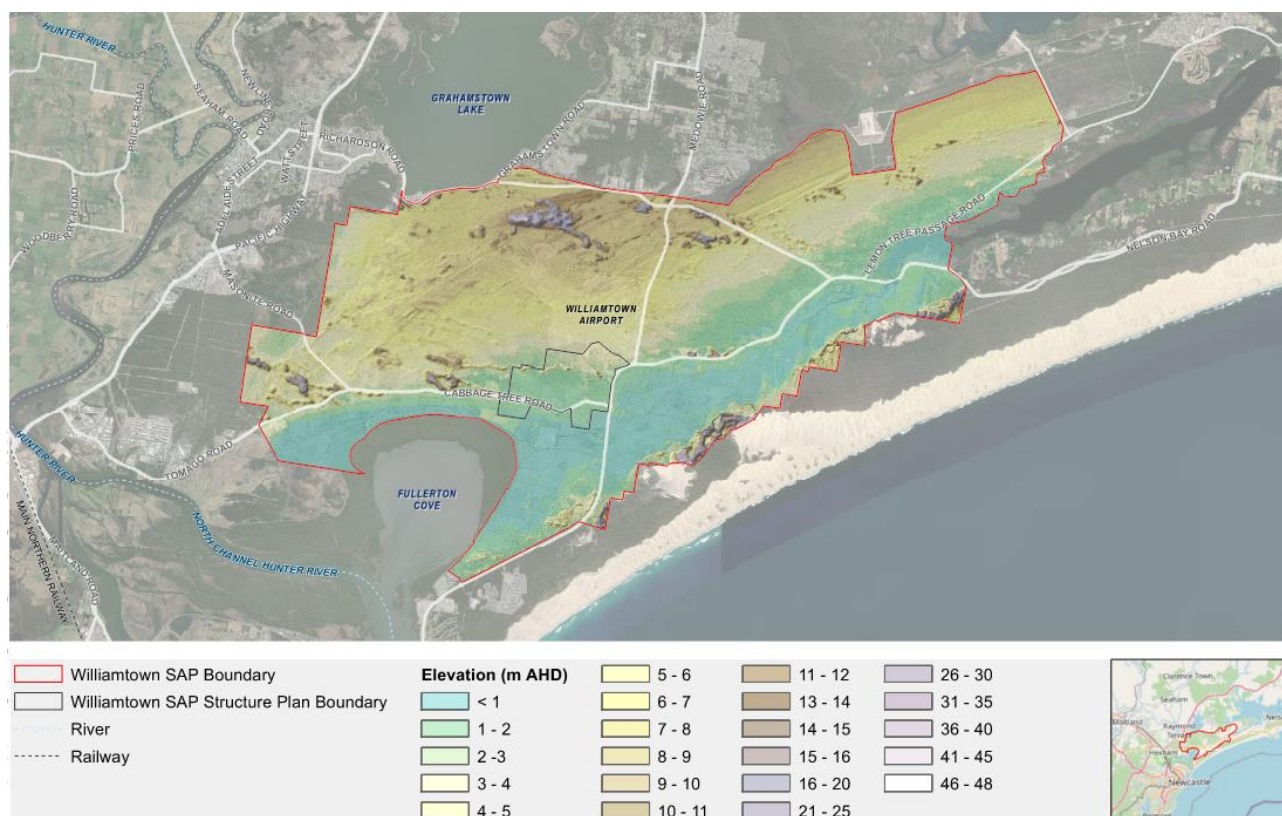 HUNTER RIVER
PRICES ROAD
SEAHAM ROAD
NEWLINE ROAD
ADELAIDE STREET
WATT STREET
RICHARDSON ROAD
PACIFIC HIGHWAY
WOODBERRY ROAD
MASONITE ROAD
GRAHAMSTOWN
LAKE
GRAHAMSTOWN ROAD
MEDOWIE ROAD
LEMON TREE PASSAGE ROAD
NELSON BAY ROAD
WILLIAMTOWN
AIRPORT
CABBAGE TREE ROAD
TOMAGO ROAD
HUNTER RIVER
FULLERTON
COVE
NORTH CHANNEL HUNTER RIVER
MAIN NORTHERN RAILWAY
MAITLAND ROAD
Williamtown SAP Boundary
Williamtown SAP Structure Plan Boundary
River
Railway
Elevation (m AHD)
< 1
1 - 2
2 -3
3 - 4
4 - 5
5 - 6
6 - 7
7 - 8
8 - 9
9 - 10
10 - 11
11 - 12
13 - 14
14 - 15
15 - 16
16 - 20
21 - 25
26 - 30
31 - 35
36 - 40
41 - 45
46 - 48
Clarence Town
Seaham
Maitland
Raymond
Terrace
Hexham
Newcastle